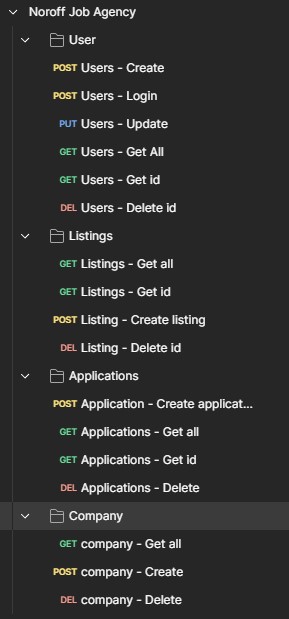 Noroff Job Agency
User
POST Users - Create
POST Users - Login
PUT Users - Update
GET Users - Get All
GET Users - Get id
DEL Users - Delete id
Listings
GET Listings - Get all
GET Listings - Get id
POST Listing - Create listing
DEL Listing - Delete id
Applications
POST Application - Create applicat...
GET Applications - Get all
GET Applications - Get id
DEL Applications - Delete
Company
GET company - Get all
POST company - Create
DEL company - Delete